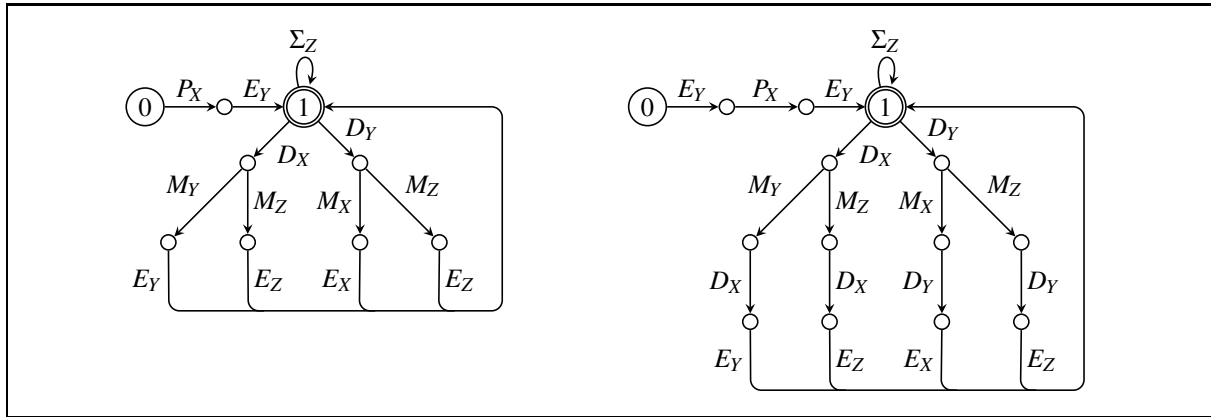 Σ_Z Σ_Z
0 P_X E_Y 1 0 E_Y P_X E_Y 1
D_Y D_Y
D_X D_X
M_Y M_Z M_Y M_Z
M_Z M_X M_Z M_X
E_Y E_Z E_X E_Z D_X D_X D_Y D_Y
E_Y E_Z E_X E_Z